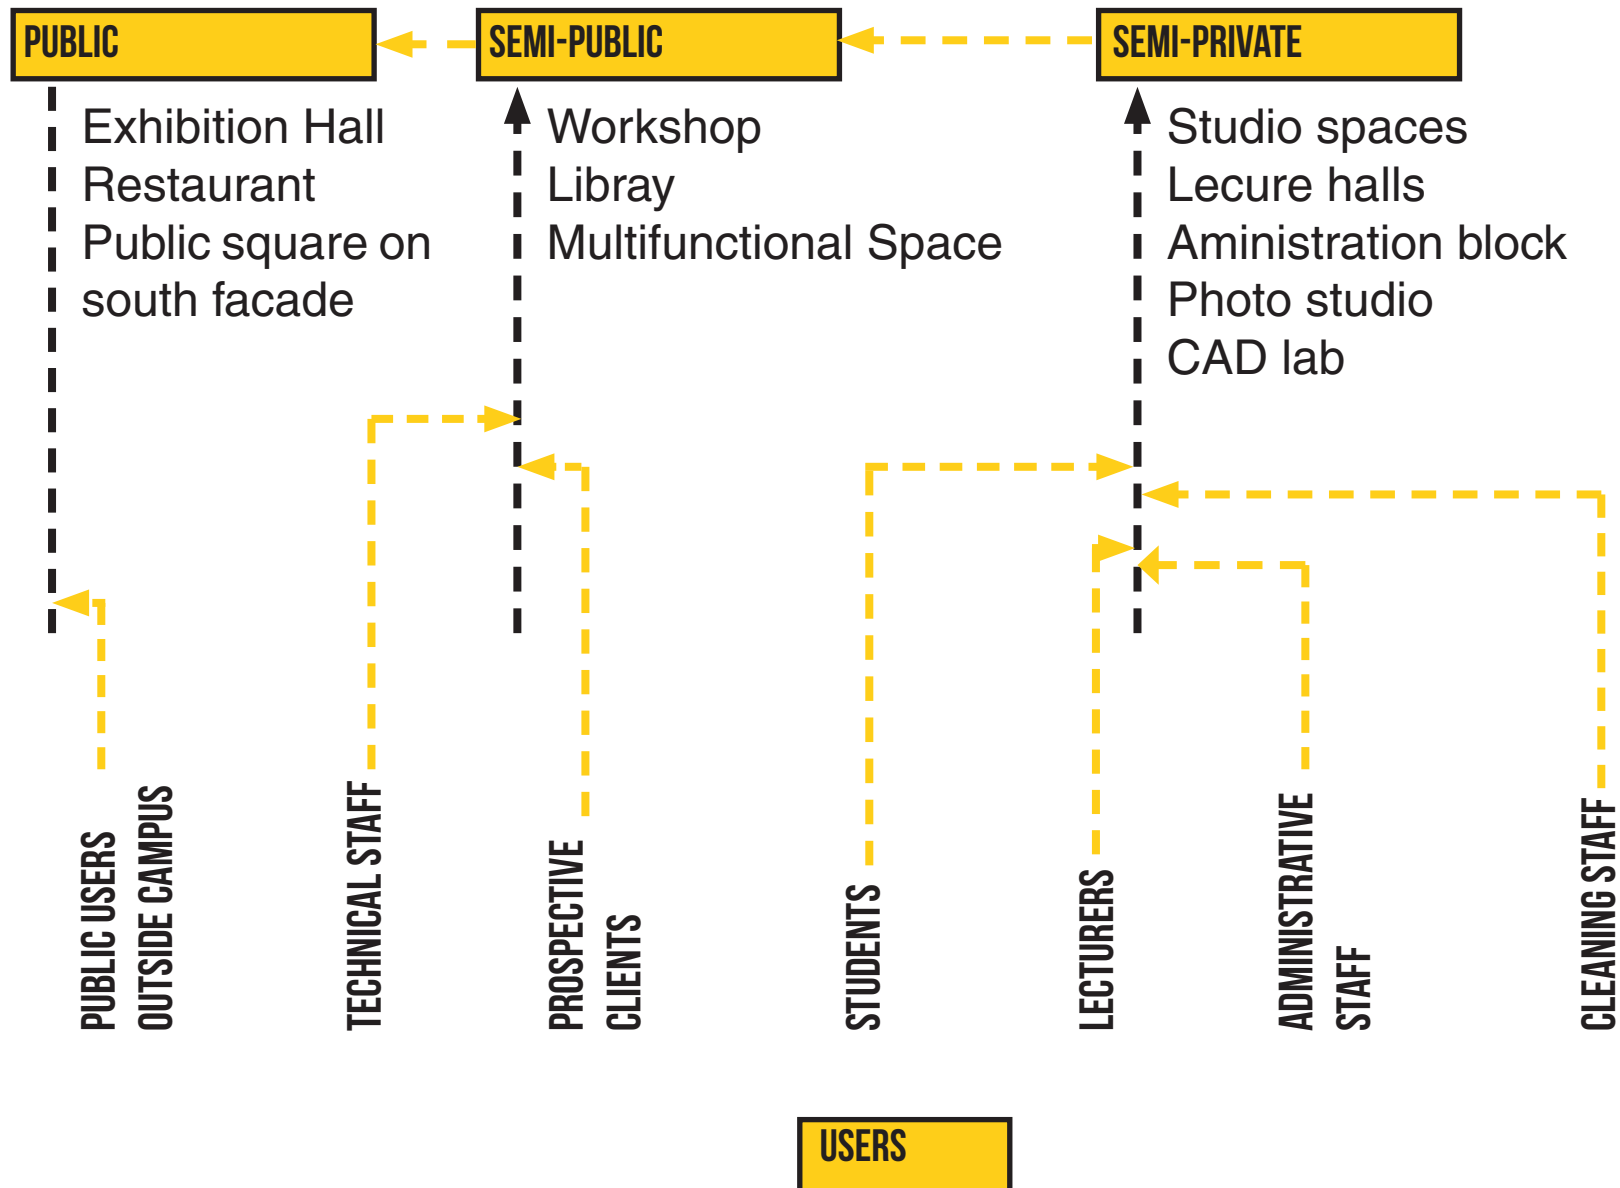 PUBLIC
SEMI-PUBLIC
SEMI-PRIVATE
Exhibition Hall
Restaurant
Public square on
south facade
Workshop
Libray
Multifunctional Space
Studio spaces
Lecure halls
Aministration block
Photo studio
CAD lab
PUBLIC USERS
OUTSIDE CAMPUS
TECHNICAL STAFF
PROSPECTIVE
CLIENTS
STUDENTS
LECTURERS
ADMINISTRATIVE
STAFF
CLEANING STAFF
USERS